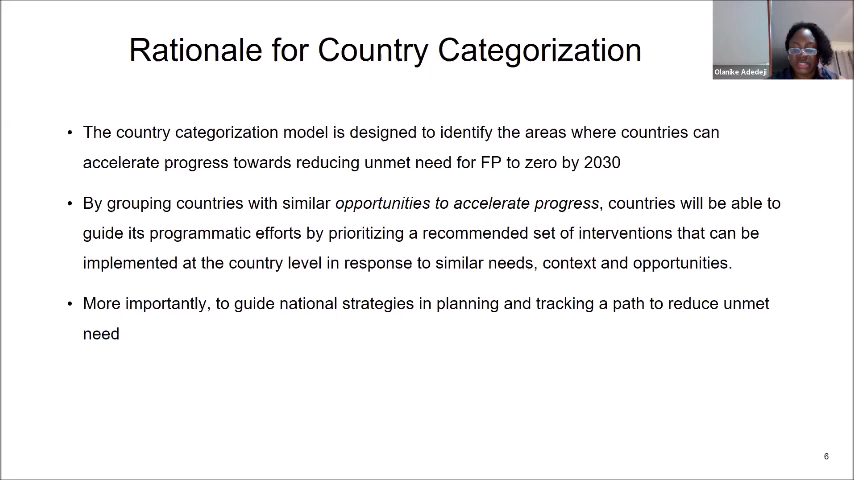 Rationale for Country Categorization
Olanike Adedeji
• The country categorization model is designed to identify the areas where countries can
accelerate progress towards reducing unmet need for FP to zero by 2030
• By grouping countries with similar opportunities to accelerate progress, countries will be able to
guide its programmatic efforts by prioritizing a recommended set of interventions that can be
implemented at the country level in response to similar needs, context and opportunities.
• More importantly, to guide national strategies in planning and tracking a path to reduce unmet
need
6